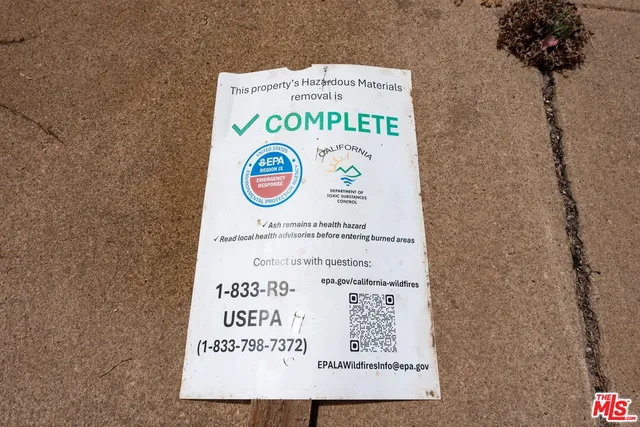 This property's Hazardous Materials
removal is
✓ COMPLETE
UNITED STATES
EPA
REGION IX
EMERGENCY
RESPONSE
ENVIRONMENTAL PROTECTION AGENCY
CALIFORNIA
DEPARTMENT OF
TOXIC SUBSTANCES
CONTROL
✓ Ash remains a health hazard
✓ Read local health advisories before entering burned areas
Contact us with questions:
1-833-R9-
USEPA
(1-833-798-7372)
epa.gov/california-wildfires
EPALAWildfiresInfo@epa.gov
THE
MLS
.com